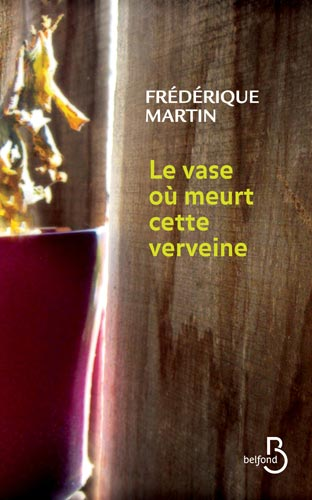 FRÉDÉRIQUE
MARTIN
Le vase
où meurt
cette
verveine
belfond